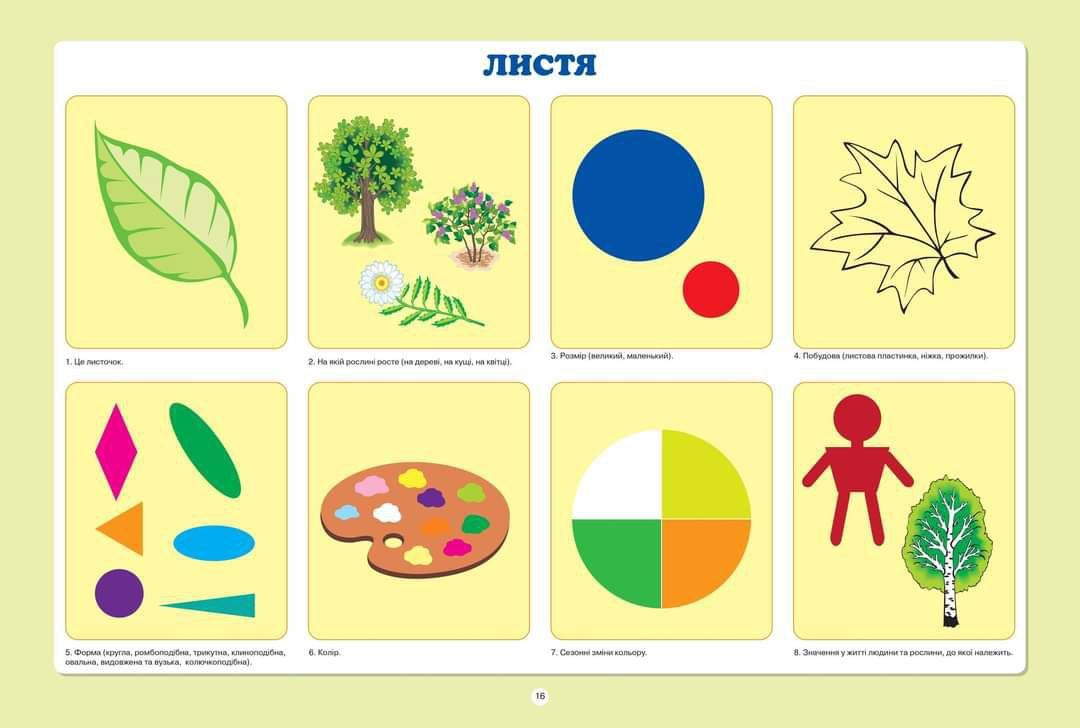 ЛИСТЯ
1. Це листочок.
2. На якій рослині росте (на дереві, на кущі, на квітці).
3. Розмір (великий, маленький).
4. Побудова (листова пластинка, ніжка, прожилки).
5. Форма (кругла, ромбоподібна, трикутна, клиноподібна,
овальна, видовжена та вузька, колючкоподібна).
6. Колір.
7. Сезонні зміни кольору.
8. Значення у житті людини та рослини, до якої належить.
16